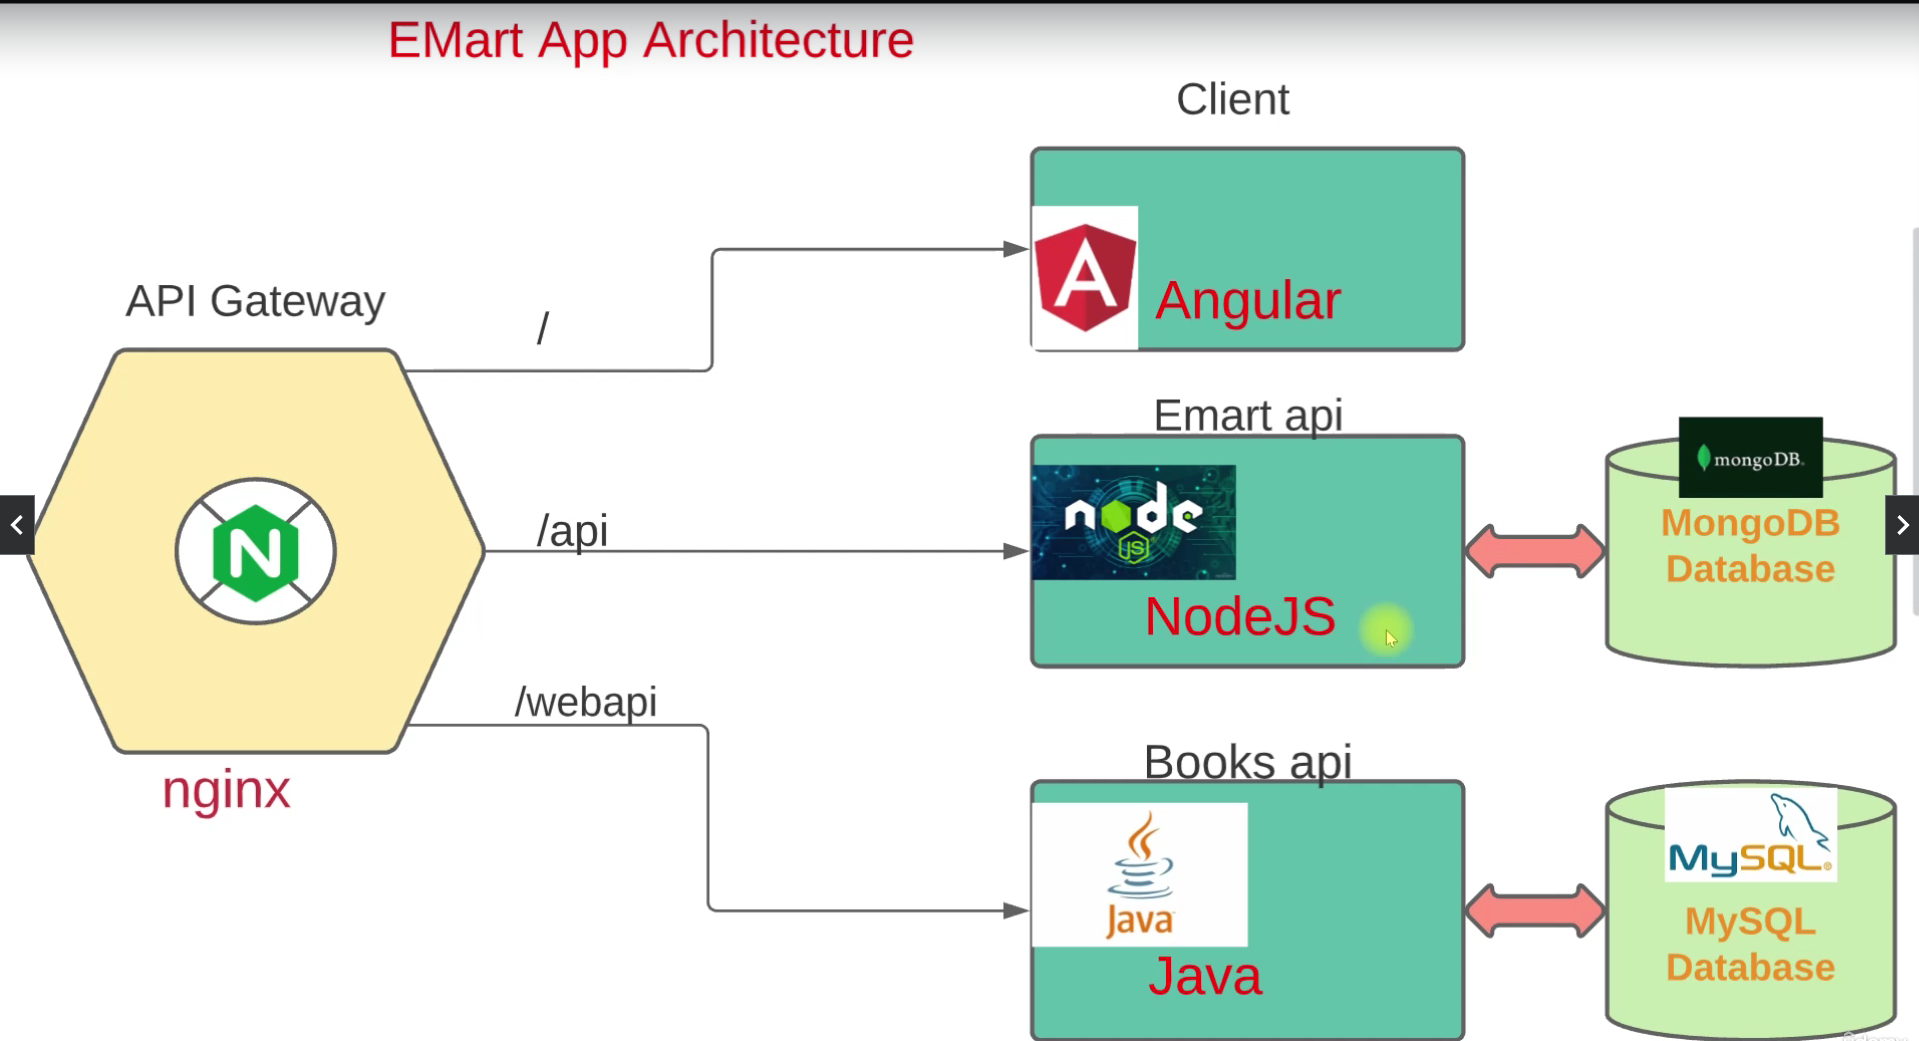 EMart App Architecture
Client
Angular
API Gateway
/
Emart api
mongoDB.
MongoDB
Database
node
JS
/api
NodeJS
/webapi
nginx
Books api
MySQL®
Java
MySQL
Database
Java